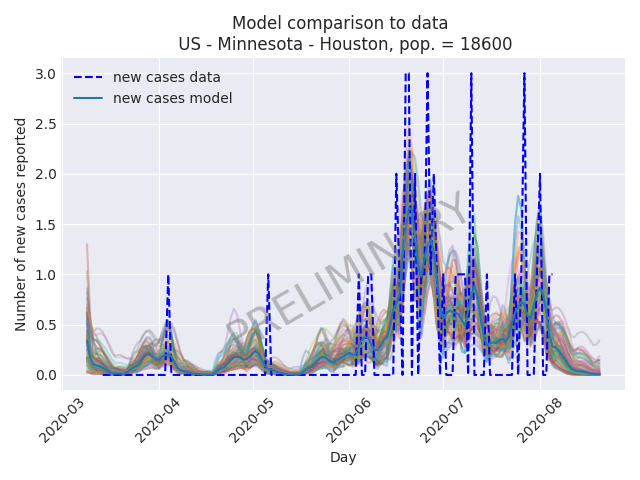 Model comparison to data
US - Minnesota - Houston, pop. = 18600
new cases data
new cases model
PRELIMINARY
Number of new cases reported
3.0
2.5
2.0
1.5
1.0
0.5
0.0
2020-03
2020-04
2020-05
2020-06
2020-07
2020-08
Day